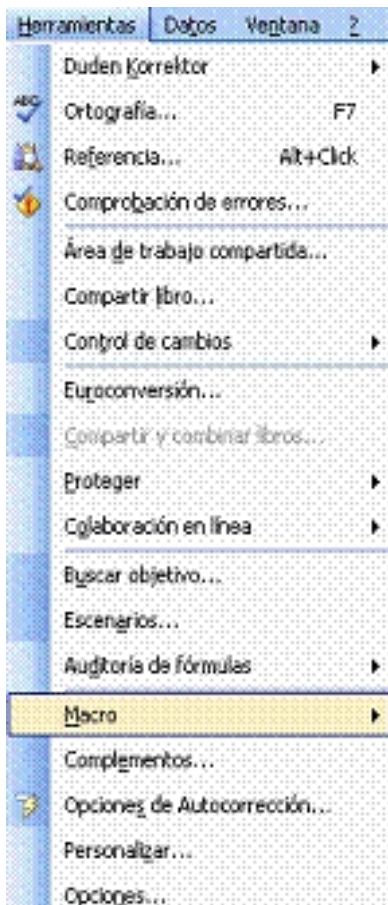 Herramientas Datos Ventana ?
Duden Korrektor
ABC
Ortografía... F7
Referencia... Alt+Click
Comprobación de errores...
Área de trabajo compartida...
Compartir libro...
Control de cambios
Euroconversión...
Compartir y combinar libros...
Proteger
Colaboración en línea
Buscar objetivo...
Escenarios...
Auditoría de fórmulas
Macro
Complementos...
Opciones de Autocorrección...
Personalizar...
Opciones...